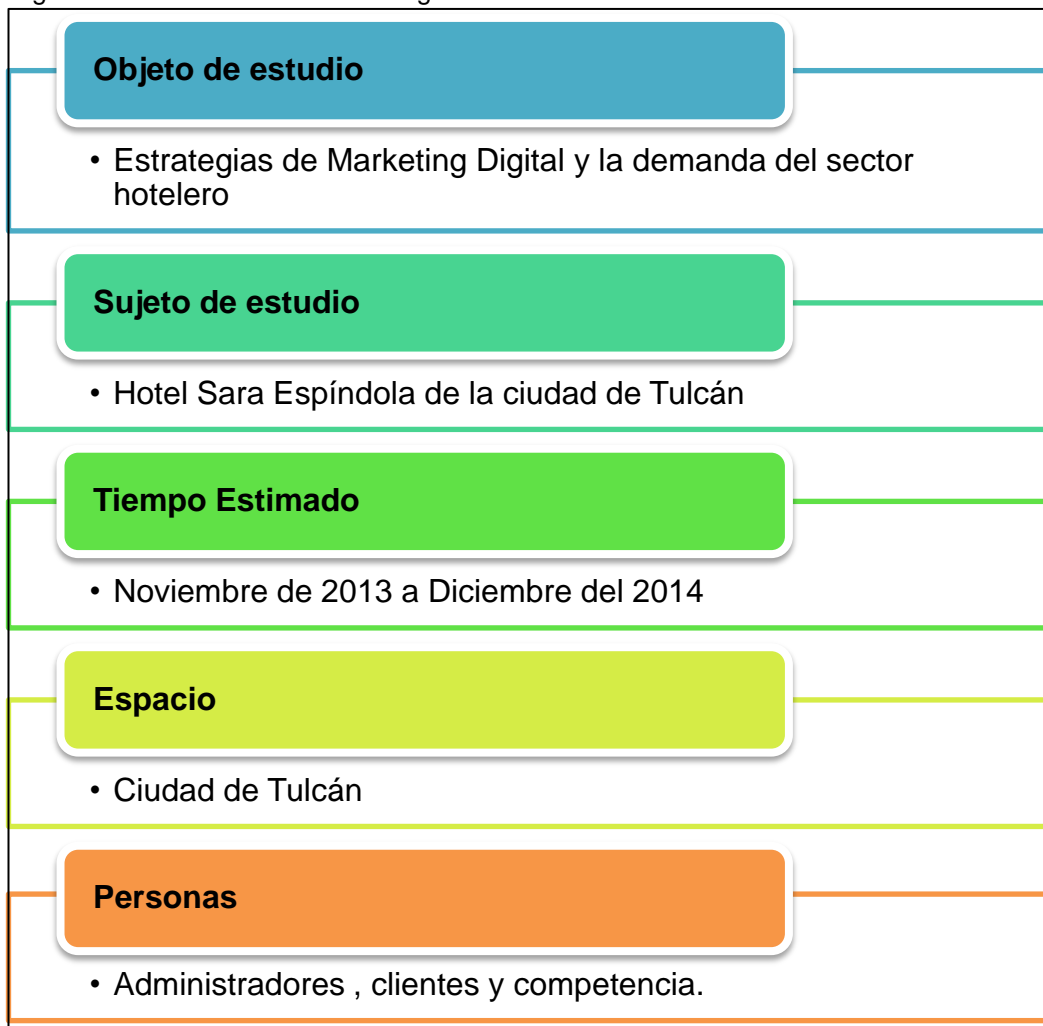 Objeto de estudio
• Estrategias de Marketing Digital y la demanda del sector
hotelero
Sujeto de estudio
• Hotel Sara Espíndola de la ciudad de Tulcán
Tiempo Estimado
• Noviembre de 2013 a Diciembre del 2014
Espacio
• Ciudad de Tulcán
Personas
• Administradores , clientes y competencia.